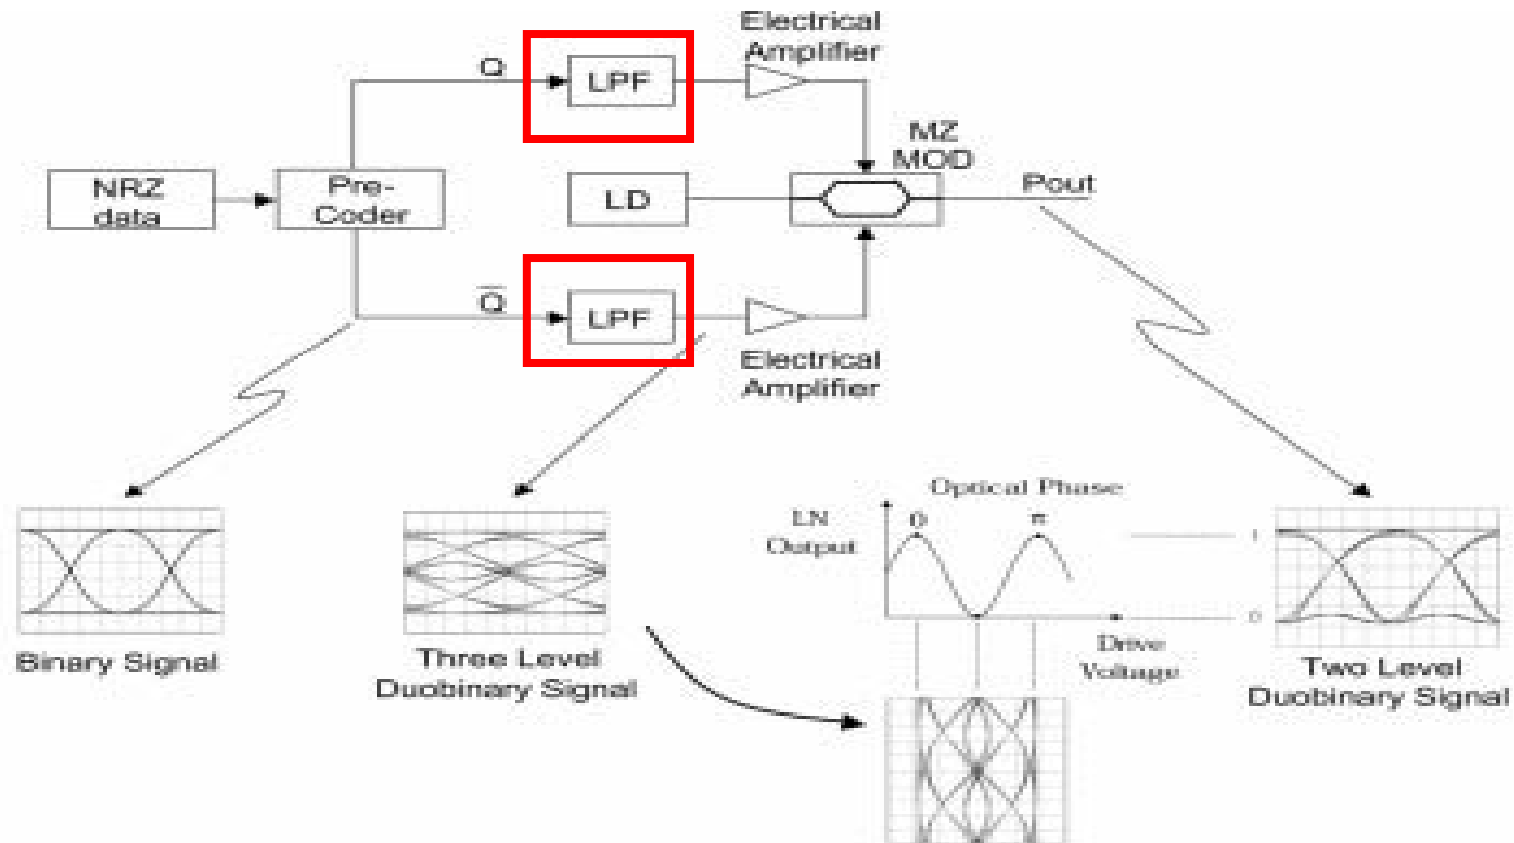 Electrical
Amplifier
Q
LPF
MZ
MOD
NRZ
data
Pre-
Coder
LD
Pout
Q̅
LPF
Electrical
Amplifier
Optical Phase
LN
Output
0
π
1
0
Drive
Voltage
Binary Signal
Three Level
Duobinary Signal
Two Level
Duobinary Signal